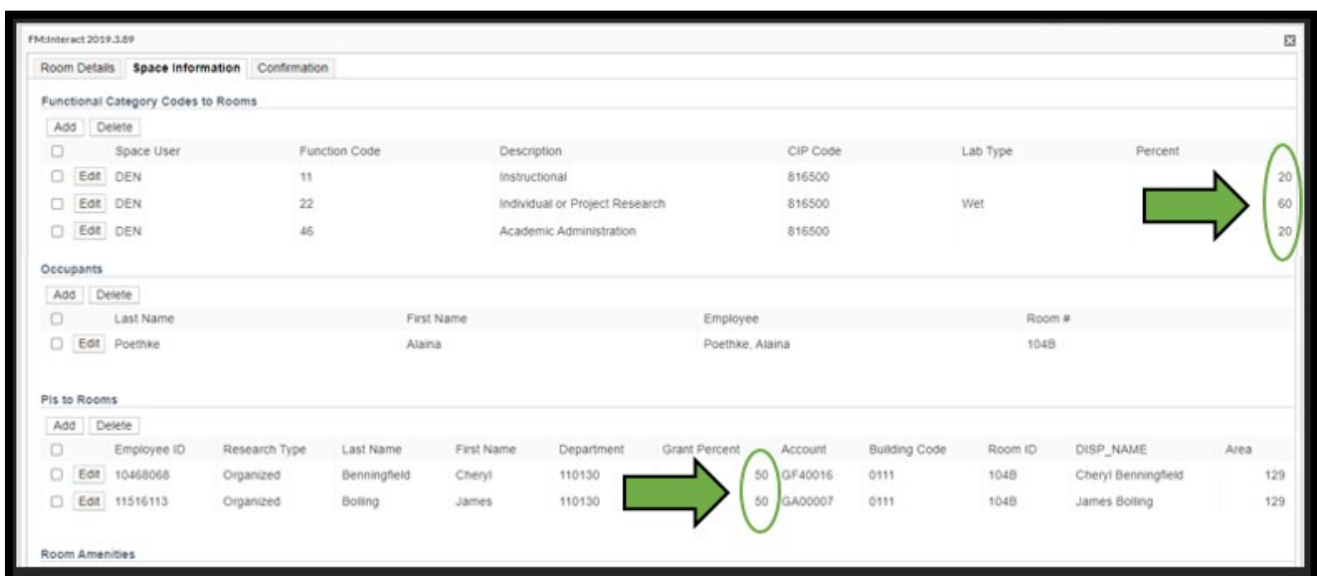 FM:Interact 2019.3.89
Room Details Space Information Confirmation
Functional Category Codes to Rooms
Add Delete
Space User Function Code Description CIP Code Lab Type Percent
Edit DEN 11 Instructional 816500 20
Edit DEN 22 Individual or Project Research 816500 Wet 60
Edit DEN 46 Academic Administration 816500 20
Occupants
Add Delete
Last Name First Name Employee Room #
Edit Poethke Alaina Poethke, Alaina 104B
PIs to Rooms
Add Delete
Employee ID Research Type Last Name First Name Department Grant Percent Account Building Code Room ID DISP_NAME Area
Edit 10468068 Organized Benningfield Cheryl 110130 50 GF40016 0111 104B Cheryl Benningfield 129
Edit 11516113 Organized Bolling James 110130 50 GA00007 0111 104B James Bolling 129
Room Amenities